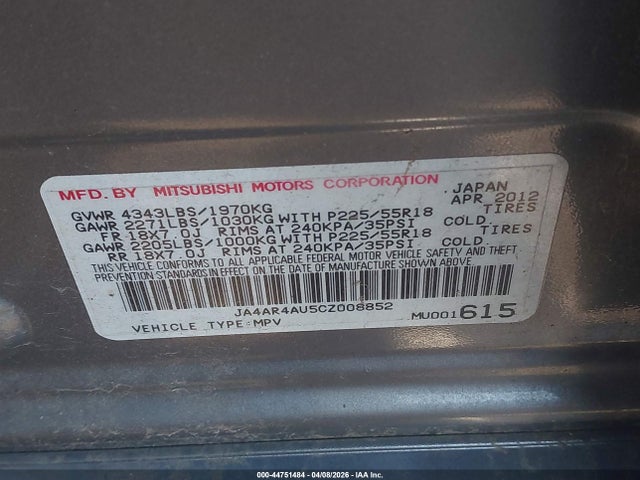 MFD. BY MITSUBISHI MOTORS CORPORATION JAPAN
GVWR 4343LBS/1970KG APR 2012
GAWR 2271LBS/1030KG WITH P225/55R18 TIRES
FR 18X7.0J RIMS AT 240KPA/35PSI COLD.
GAWR 2205LBS/1000KG WITH P225/55R18 TIRES
RR 18X7.0J RIMS AT 240KPA/35PSI COLD.
THIS VEHICLE CONFORMS TO ALL APPLICABLE FEDERAL MOTOR VEHICLE SAFETY AND THEFT
PREVENTION STANDARDS IN EFFECT ON THE DATE OF MANUFACTURE SHOWN ABOVE.
JA4AR4AU5CZ008852
VEHICLE TYPE:MPV MU001615
000-44751484 - 04/08/2026 - IAA Inc.